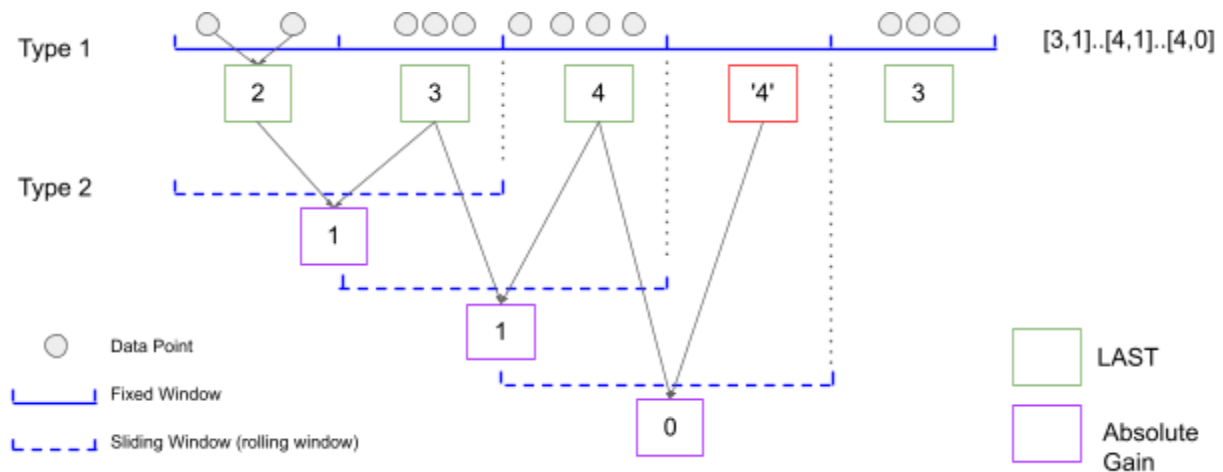 Type 1
[3,1]..[4,1]..[4,0]
2
3
4
'4'
3
Type 2
1
1
0
Data Point
Fixed Window
Sliding Window (rolling window)
LAST
Absolute
Gain